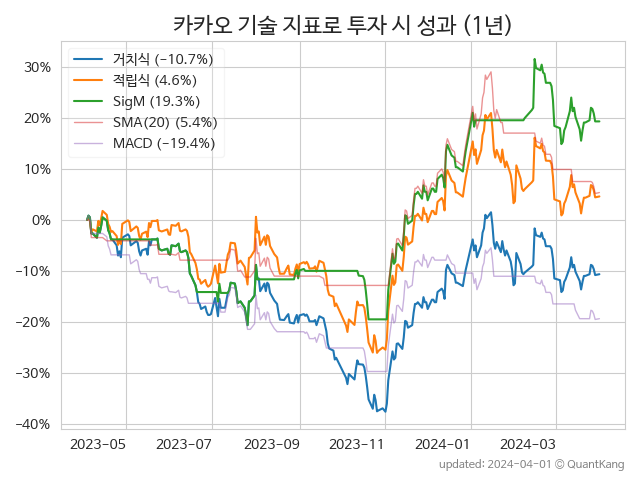 카카오 기술 지표로 투자 시 성과 (1년)
거치식 (−10.7%)
적립식 (4.6%)
SigM (19.3%)
SMA(20) (5.4%)
MACD (−19.4%)
30%
20%
10%
0%
−10%
−20%
−30%
−40%
2023-05 2023-07 2023-09 2023-11 2024-01 2024-03
updated: 2024-04-01 @ QuantKang